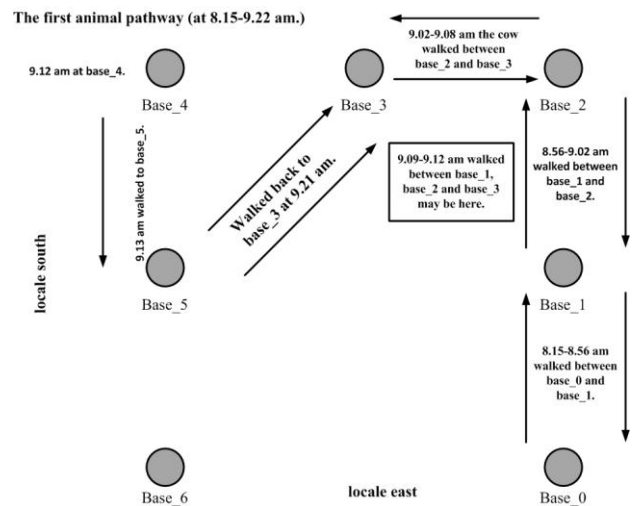 The first animal pathway (at 8.15-9.22 am.)
9.02-9.08 am the cow
walked between
base_2 and base_3
9.12 am at base_4.
Base_4
Base_3
Base_2
9.13 am walked to base_5.
Walked back to
base_3 at 9.21 am.
9.09-9.12 am walked
between base_1,
base_2 and base_3
may be here.
8.56-9.02 am
walked between
base_1 and
base_2.
locale south
Base_5
Base_1
8.15-8.56 am
walked between
base_0 and
base_1.
Base_6
locale east
Base_0